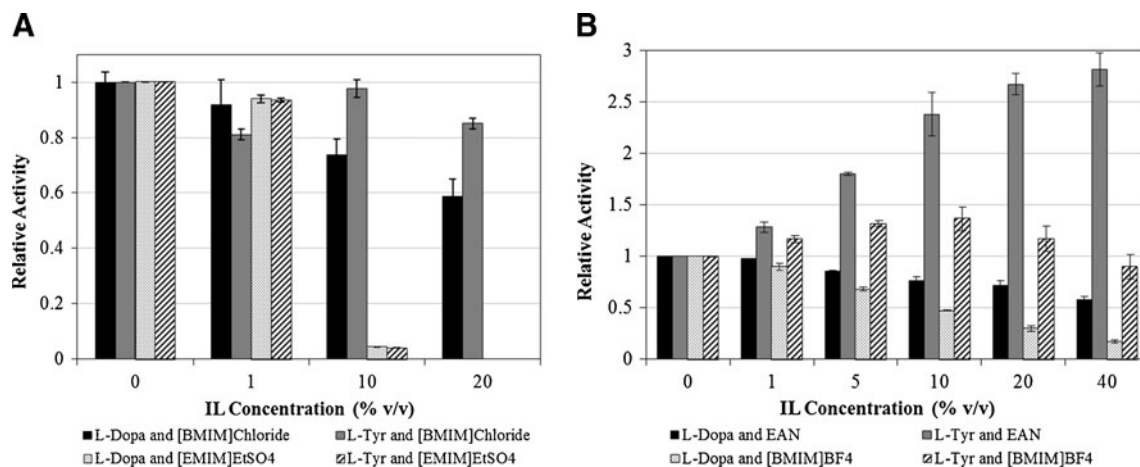 A
Relative Activity
1
0.8
0.6
0.4
0.2
0
0 1 10 20
IL Concentration (% v/v)
L-Dopa and [BMIM]Chloride L-Tyr and [BMIM]Chloride
L-Dopa and [EMIM]EtSO4 L-Tyr and [EMIM]EtSO4
B
Relative Activity
3
2.5
2
1.5
1
0.5
0
0 1 5 10 20 40
IL Concentration (% v/v)
L-Dopa and EAN L-Tyr and EAN
L-Dopa and [BMIM]BF4 L-Tyr and [BMIM]BF4